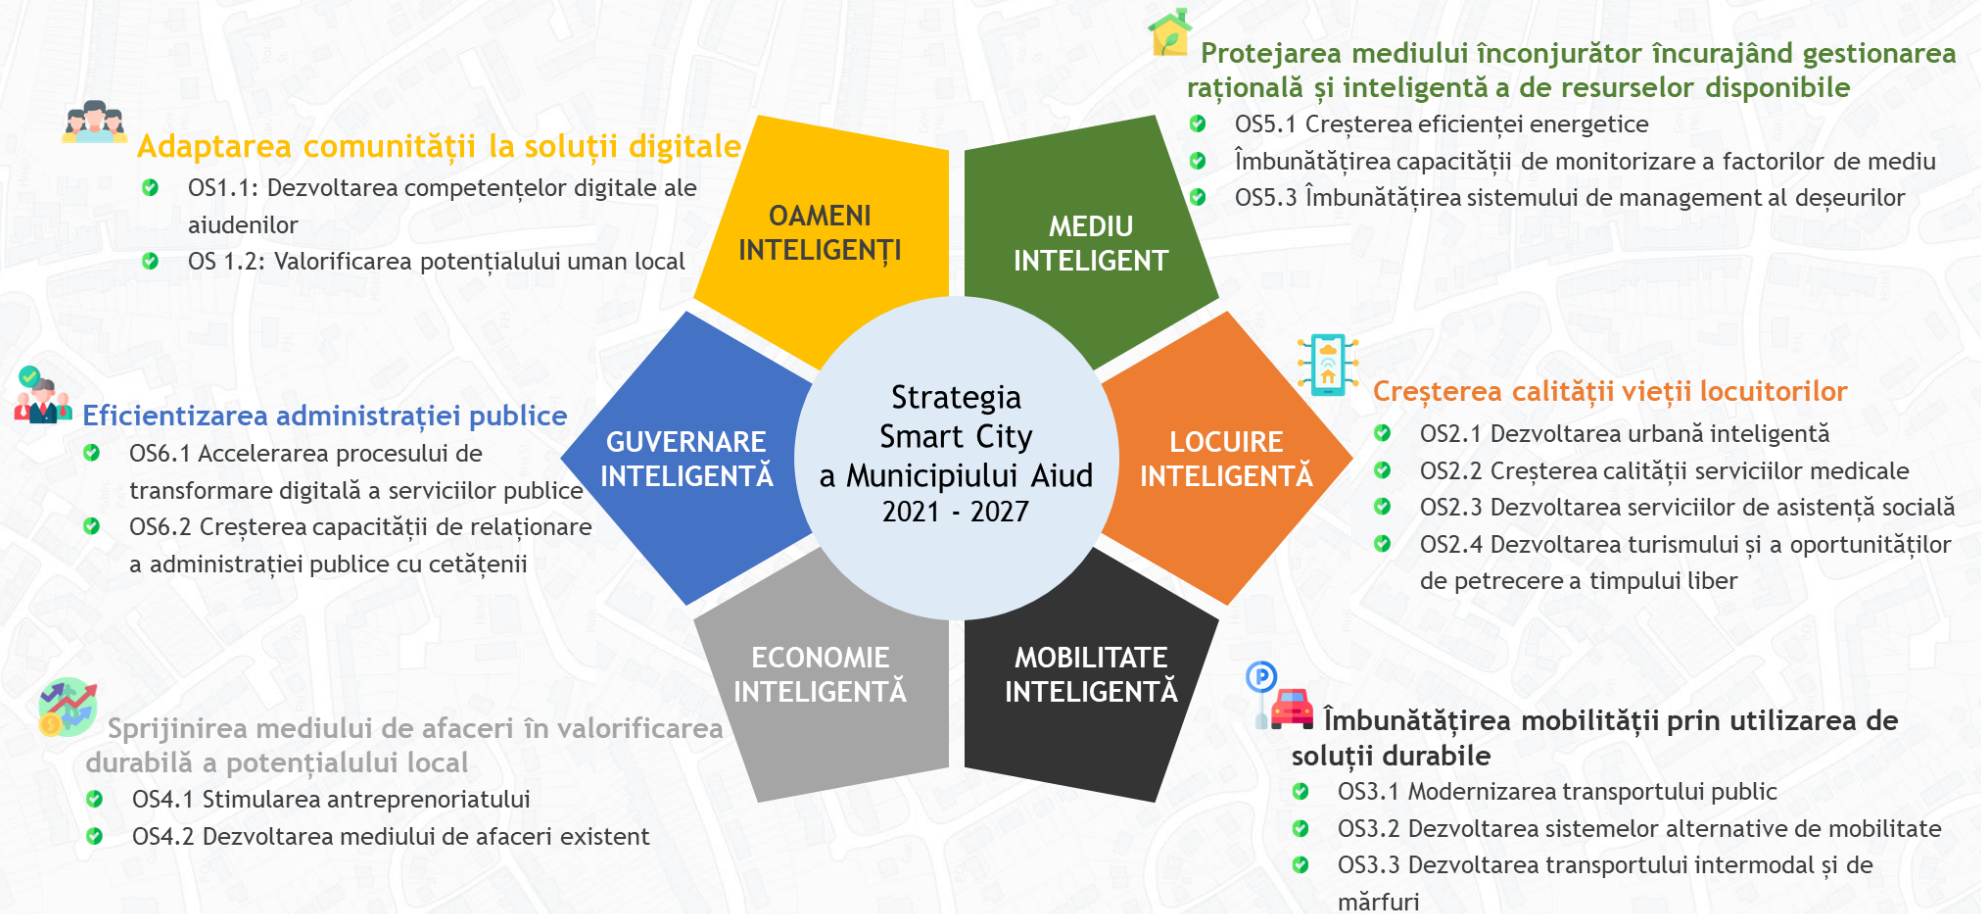 Protejarea mediului înconjurător încurajând gestionarea
rațională și inteligentă a de resurselor disponibile
OS5.1 Creșterea eficienței energetice
Îmbunătățirea capacității de monitorizare a factorilor de mediu
OS5.3 Îmbunătățirea sistemului de management al deșeurilor
Adaptarea comunității la soluții digitale
OS1.1: Dezvoltarea competențelor digitale ale
aiudenilor
OS 1.2: Valorificarea potențialului uman local
OAMENI
INTELIGENȚI
MEDIU
INTELIGENT
Eficientizarea administrației publice
OS6.1 Accelerarea procesului de
transformare digitală a serviciilor publice
OS6.2 Creșterea capacității de relaționare
a administrației publice cu cetățenii
GUVERNARE
INTELIGENTĂ
Strategia
Smart City
a Municipiului Aiud
2021 - 2027
LOCUIRE
INTELIGENTĂ
Creșterea calității vieții locuitorilor
OS2.1 Dezvoltarea urbană inteligentă
OS2.2 Creșterea calității serviciilor medicale
OS2.3 Dezvoltarea serviciilor de asistență socială
OS2.4 Dezvoltarea turismului și a oportunităților
de petrecere a timpului liber
ECONOMIE
INTELIGENTĂ
MOBILITATE
INTELIGENTĂ
Sprijinirea mediului de afaceri în valorificarea
durabilă a potențialului local
OS4.1 Stimularea antreprenoriatului
OS4.2 Dezvoltarea mediului de afaceri existent
P
Îmbunătățirea mobilității prin utilizarea de
soluții durabile
OS3.1 Modernizarea transportului public
OS3.2 Dezvoltarea sistemelor alternative de mobilitate
OS3.3 Dezvoltarea transportului intermodal și de
mărfuri